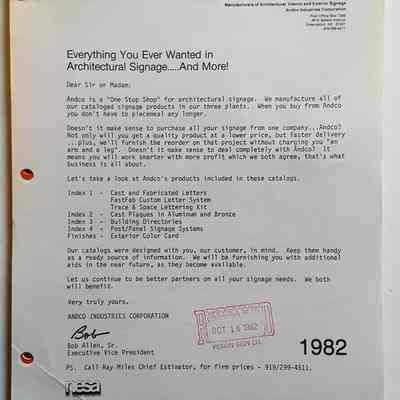 Manufacturers of Architectural Interior and Exterior Signage
Andco Industries Corporation
Everything You Ever Wanted in
Architectural Signage.....And More!
Dear Sir or Madam:
Andco is a "One Stop Shop" for architectural signage. We manufacture all of
our cataloged signage products in our three plants. When you buy from Andco
you don't have to piecemeal any longer.
Doesn't it make sense to purchase all your signage from one company...Andco?
Not only will you get a quality product at a lower price, but faster delivery
...plus, we'll furnish the reorder on that project without charging you "an
arm and a leg". Doesn't it make sense to deal completely with Andco? It
means you will work smarter with more profit which we both agree, that's what
business is all about.
Let's take a look at Andco's products included in these catalogs.
Index 1 - Cast and Fabricated Letters
FastFab Custom Letter System
Trace & Space Lettering Kit
Index 2 - Cast Plaques in Aluminum and Bronze
Index 3 - Building Directories
Index 4 - Post/Panel Signage Systems
Finishes - Exterior Color Card
Our catalogs were designed with you, our customer, in mind. Keep them handy
as a ready source of information. We will be furnishing you with additional
aids in the near future, as they become available.
Let us continue to be better partners on all your signage needs. We both
will benefit.
Very truly yours,
ANDCO INDUSTRIES CORPORATION
Bob
OCT 18 1982
Bob Allen, Sr.
Executive Vice President
1982
PS. Call Ray Miles Chief Estimator, for firm prices - 919/299-4511.
nesa